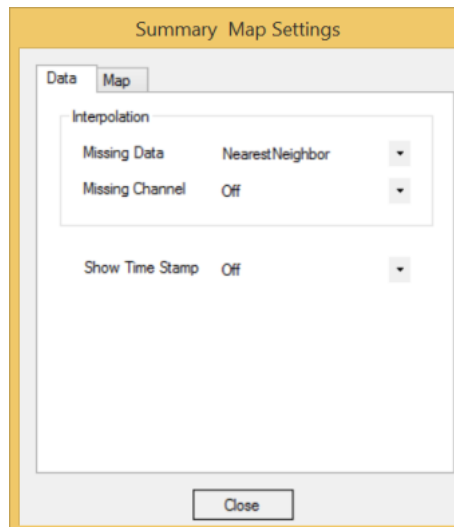 Summary Map Settings
Data Map
Interpolation
Missing Data NearestNeighbor
Missing Channel Off
Show Time Stamp Off
Close